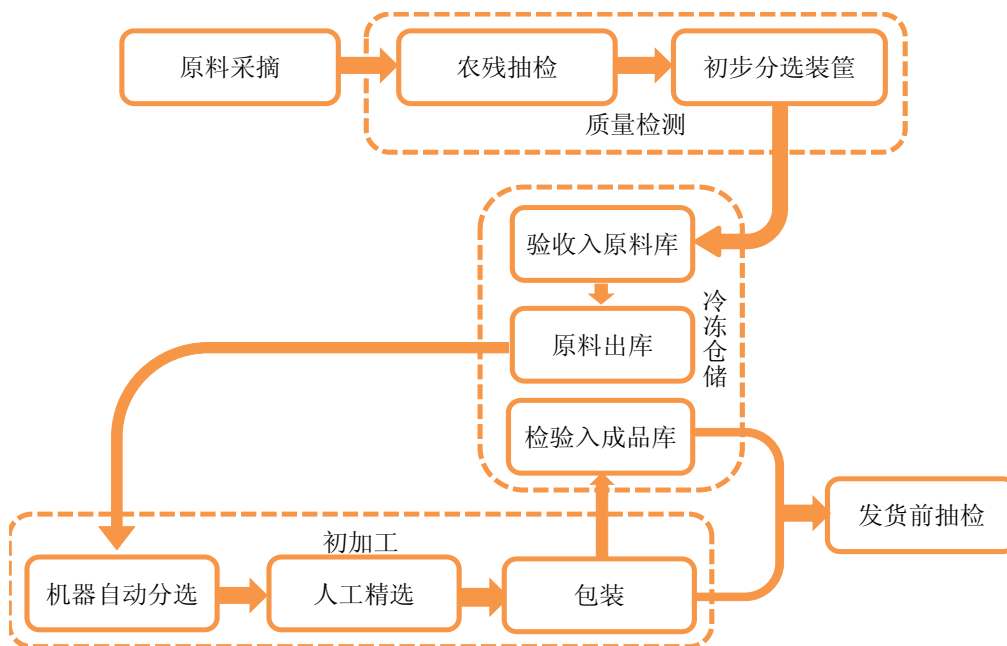 原料采摘
农残抽检
初步分选装筐
质量检测
验收入原料库
原料出库
冷冻仓储
检验入成品库
发货前抽检
初加工
机器自动分选
人工精选
包装